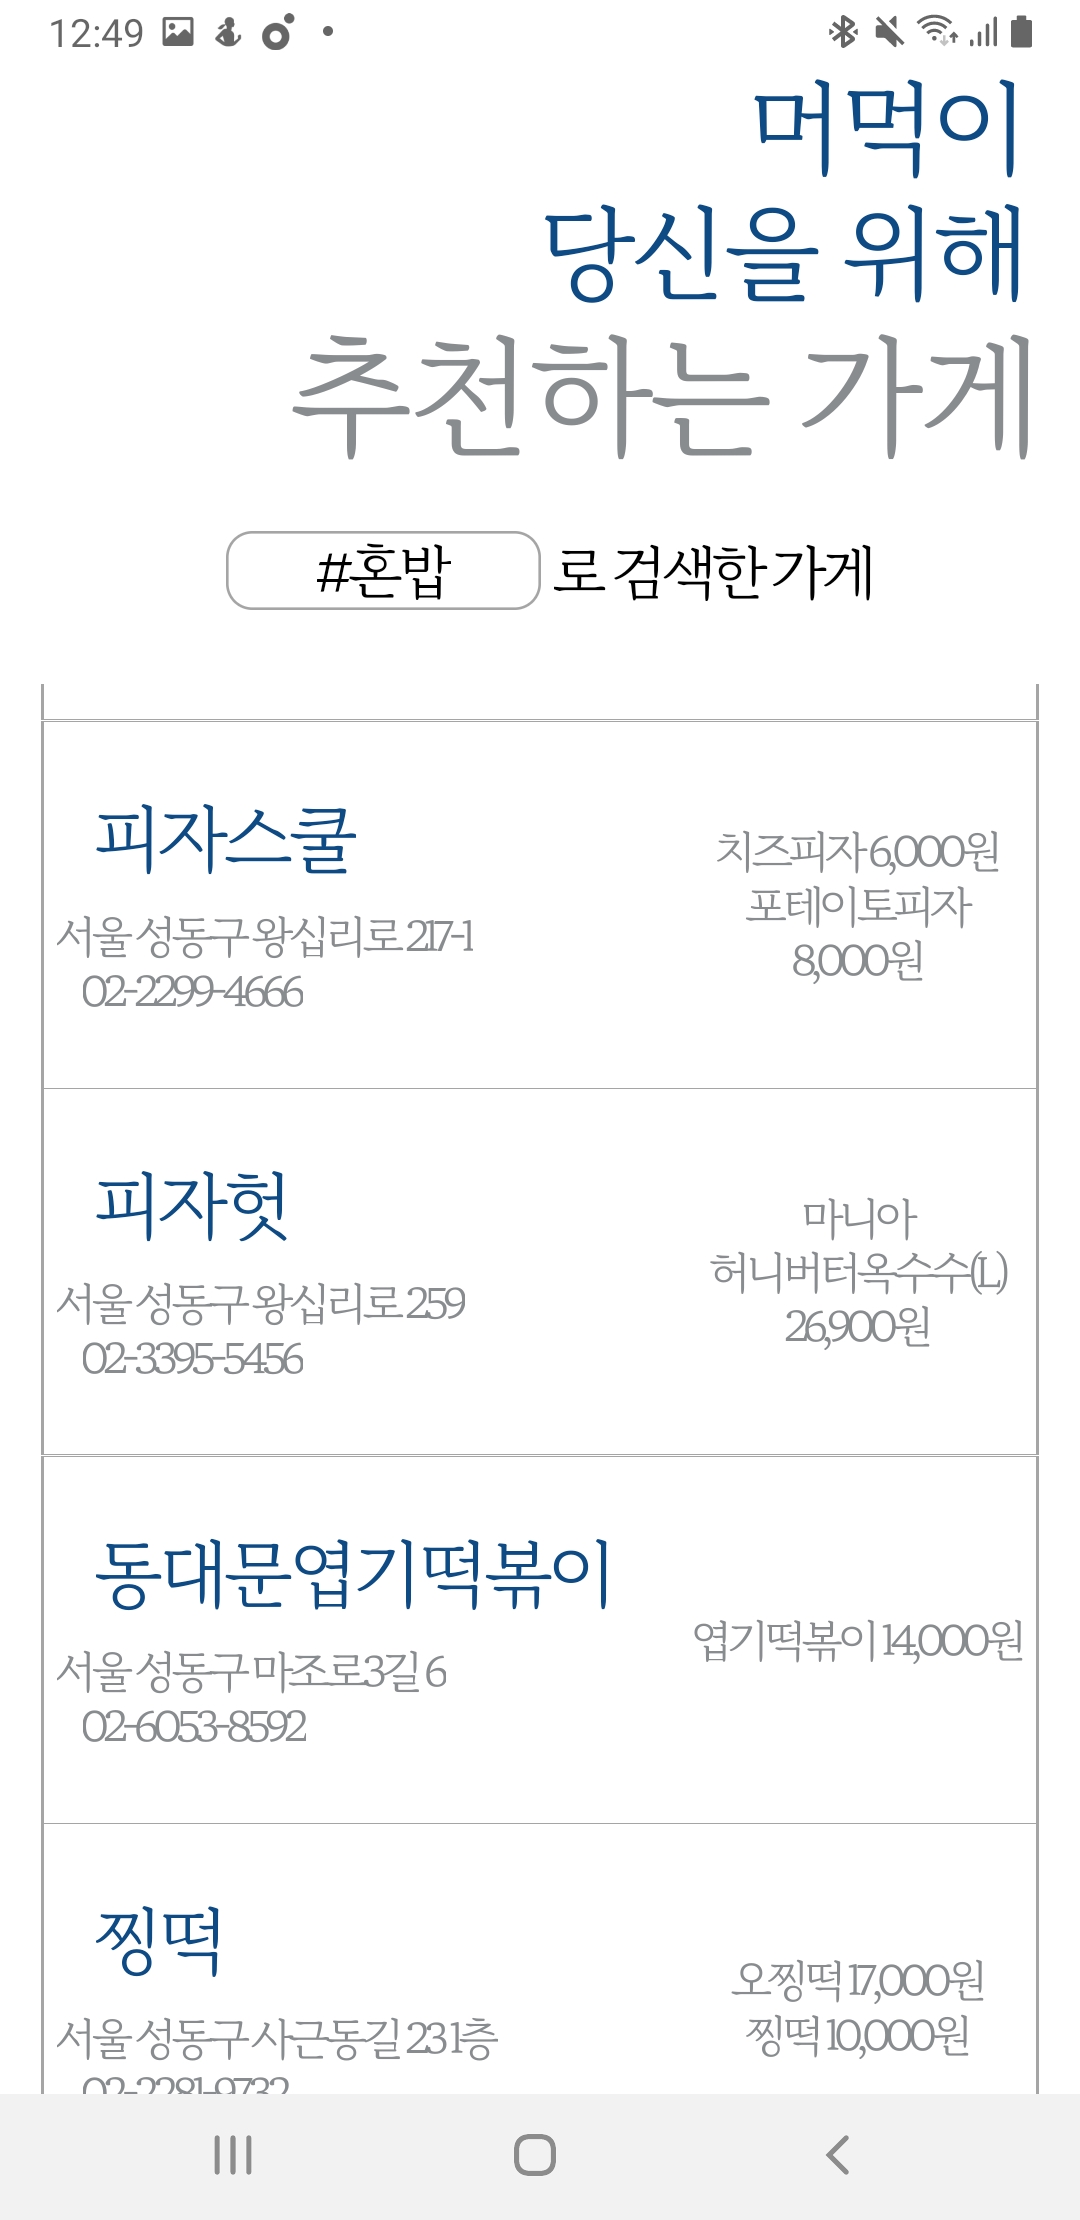 12:49
머먹이
당신을 위해
추천하는 가게
#혼밥 로 검색한 가게
피자스쿨
서울 성동구 왕십리로 217-1
02-2299-4666
치즈피자 6,000원
포테이토피자
8,000원
피자헛
서울 성동구 왕십리로 259
02-3395-5456
마니아
허니버터옥수수(L)
26,900원
동대문엽기떡볶이
서울 성동구 마조로3길 6
02-6053-8592
엽기떡볶이 14,000원
찡떡
서울 성동구 사근동길 23 1층
02-2281-9732
오찡떡 17,000원
찡떡 10,000원